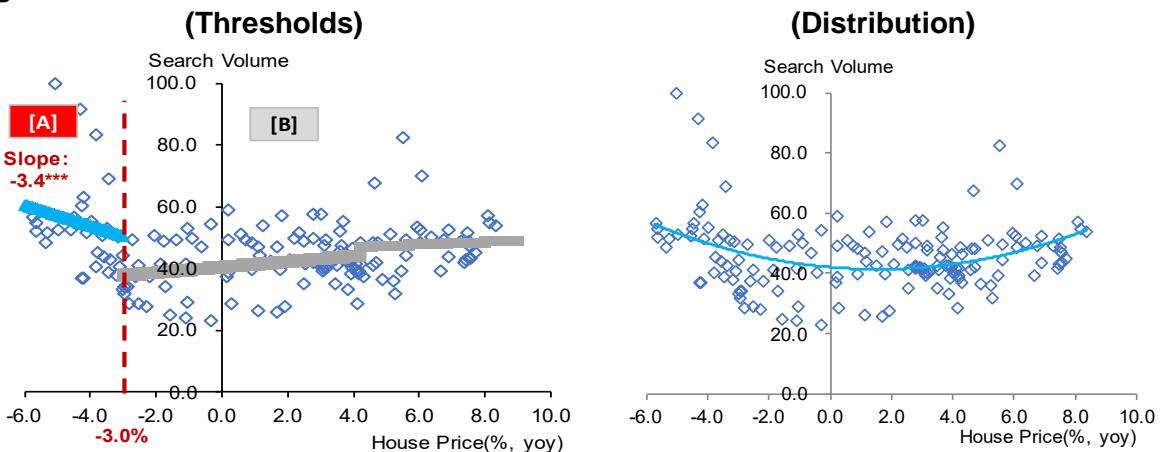 (Thresholds)
Search Volume
100.0
80.0
60.0
40.0
20.0
0.0
[A]
[B]
Slope:
-3.4***
-6.0 -4.0 -2.0 0.0 2.0 4.0 6.0 8.0 10.0
-3.0%
House Price(%, yoy)
(Distribution)
Search Volume
100.0
80.0
60.0
40.0
20.0
0.0
-6.0 -4.0 -2.0 0.0 2.0 4.0 6.0 8.0 10.0
House Price(%, yoy)